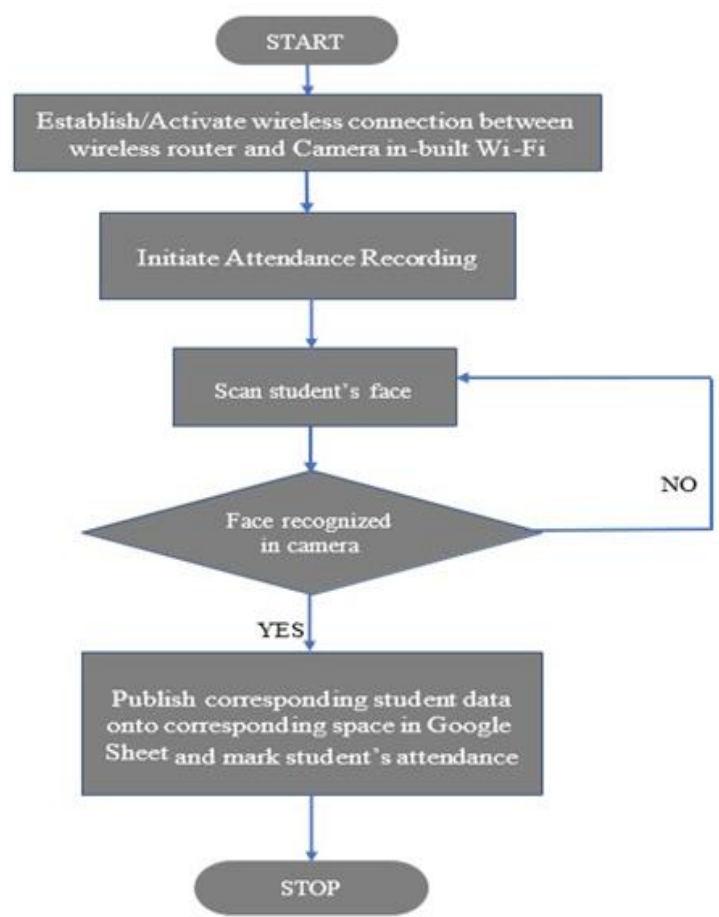 START
Establish/Activate wireless connection between
wireless router and Camera in-built Wi-Fi
Initiate Attendance Recording
Scan student's face
Face recognized
in camera
NO
YES
Publish corresponding student data
onto corresponding space in Google
Sheet and mark student's attendance
STOP